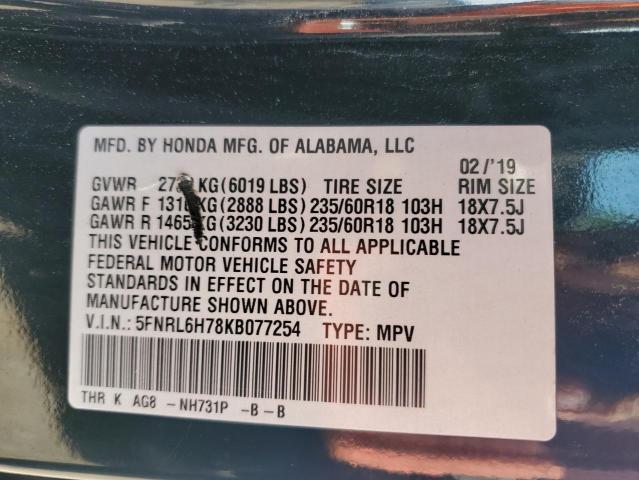 MFD. BY HONDA MFG. OF ALABAMA, LLC
02/'19
GVWR KG(6019 LBS) TIRE SIZE RIM SIZE
GAWR F 1310 KG(2888 LBS) 235/60R18 103H 18X7.5J
GAWR R 1465 KG(3230 LBS) 235/60R18 103H 18X7.5J
THIS VEHICLE CONFORMS TO ALL APPLICABLE
FEDERAL MOTOR VEHICLE SAFETY
STANDARDS IN EFFECT ON THE DATE OF
MANUFACTURE SHOWN ABOVE.
V.I.N.: 5FNRL6H78KB077254 TYPE: MPV
THR K AG8 - NH731P -B-B